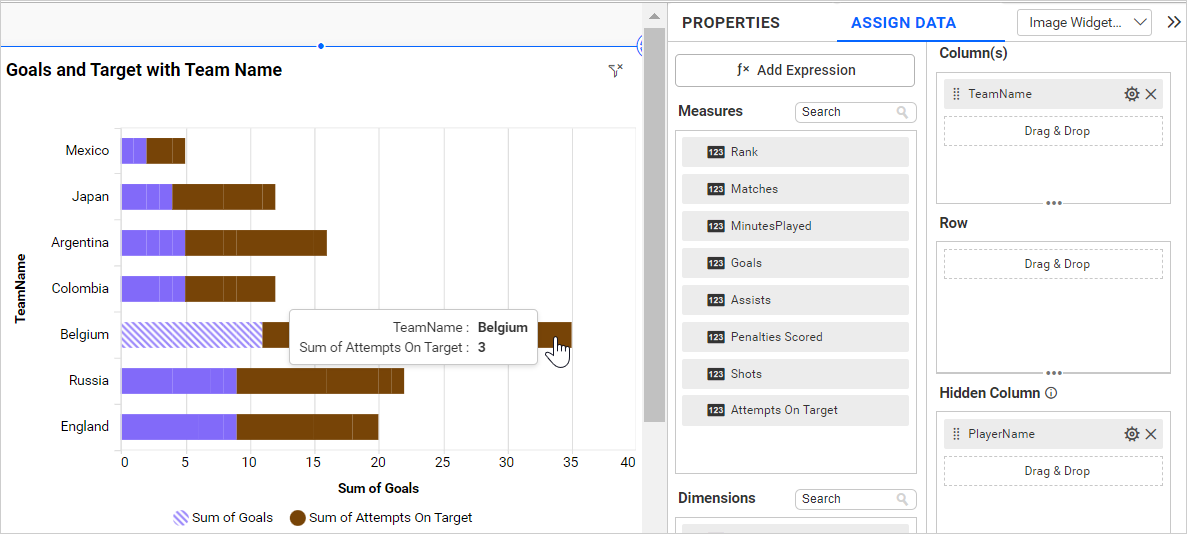 Goals and Target with Team Name
TeamName
Mexico
Japan
Argentina
Colombia
Belgium
Russia
England
TeamName : Belgium
Sum of Attempts On Target : 3
0 5 10 15 20 25 30 35 40
Sum of Goals
Sum of Goals Sum of Attempts On Target
PROPERTIES ASSIGN DATA Image Widget...
ƒx Add Expression
Measures Search
123 Rank
123 Matches
123 MinutesPlayed
123 Goals
123 Assists
123 Penalties Scored
123 Shots
123 Attempts On Target
Dimensions Search
Column(s)
TeamName
Drag & Drop
Row
Drag & Drop
Hidden Column
PlayerName
Drag & Drop